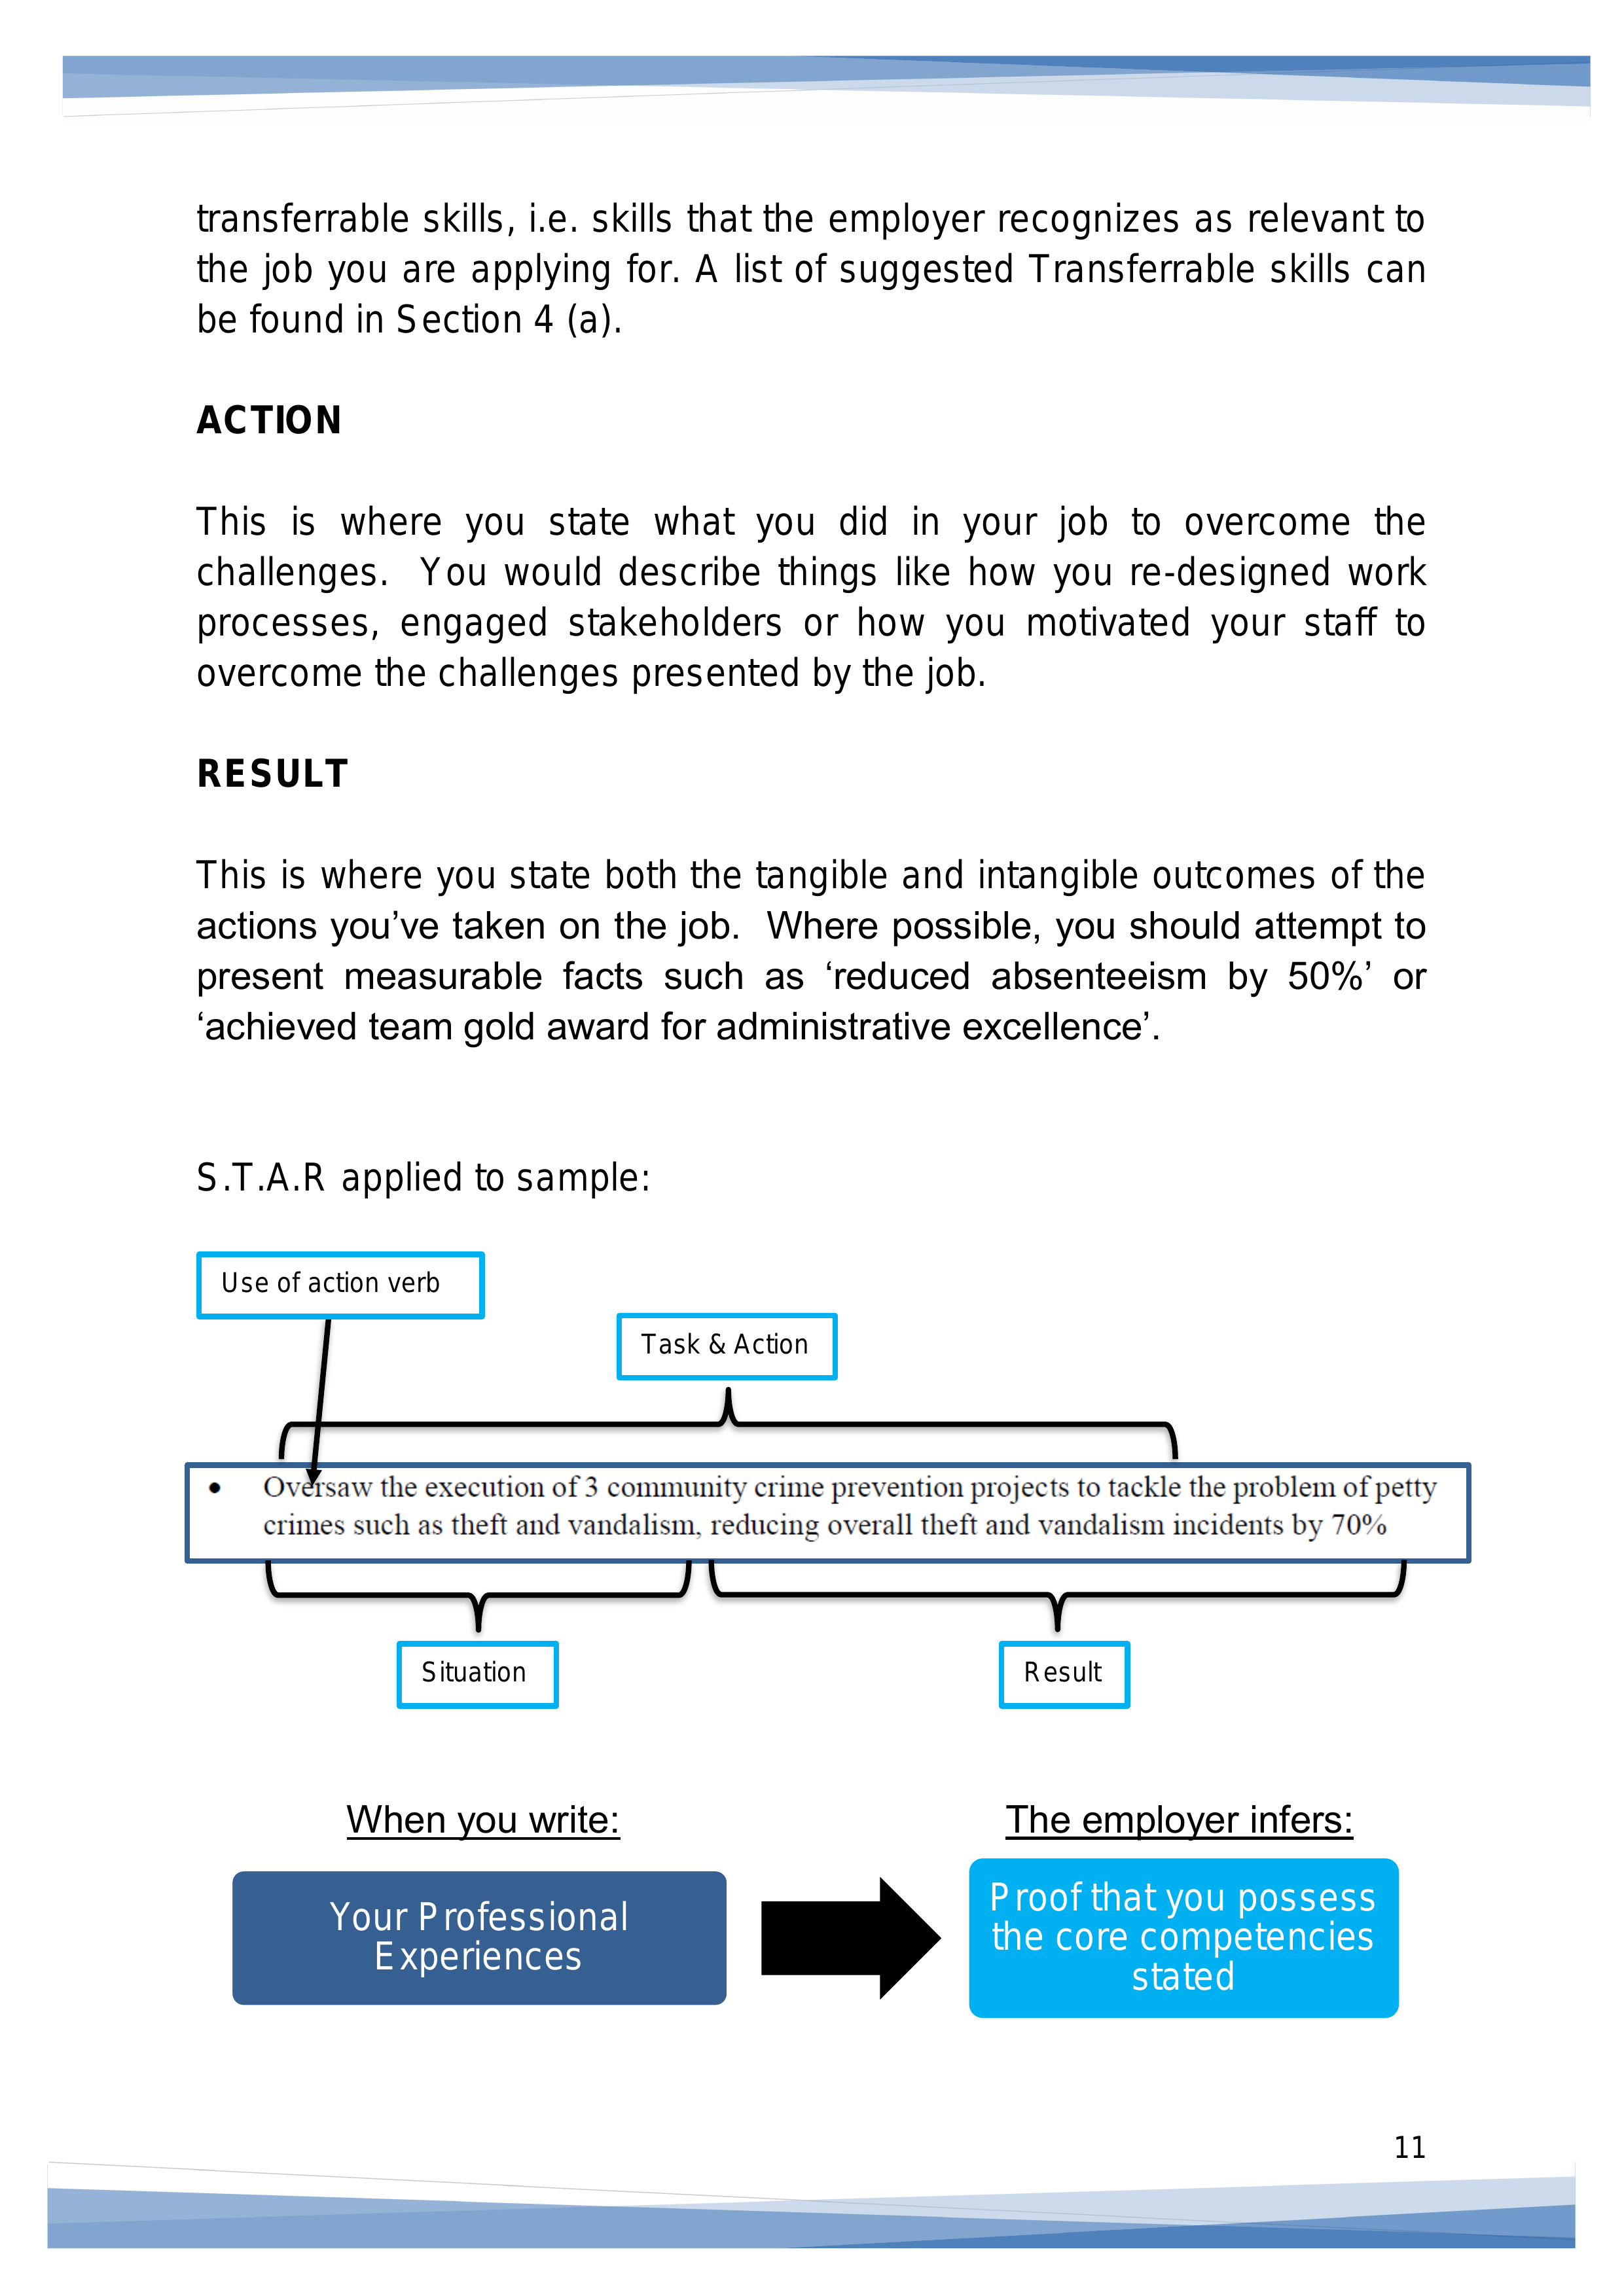 transferrable skills, i.e. skills that the employer recognizes as relevant to
the job you are applying for. A list of suggested Transferrable skills can
be found in Section 4 (a).
ACTION
This is where you state what you did in your job to overcome the
challenges. You would describe things like how you re-designed work
processes, engaged stakeholders or how you motivated your staff to
overcome the challenges presented by the job.
RESULT
This is where you state both the tangible and intangible outcomes of the
actions you’ve taken on the job. Where possible, you should attempt to
present measurable facts such as ‘reduced absenteeism by 50%’ or
‘achieved team gold award for administrative excellence’.
S.T.A.R applied to sample:
Use of action verb
Task & Action
• Oversaw the execution of 3 community crime prevention projects to tackle the problem of petty
crimes such as theft and vandalism, reducing overall theft and vandalism incidents by 70%
Situation
Result
When you write:
The employer infers:
Your Professional
Experiences
Proof that you possess
the core competencies
stated
11